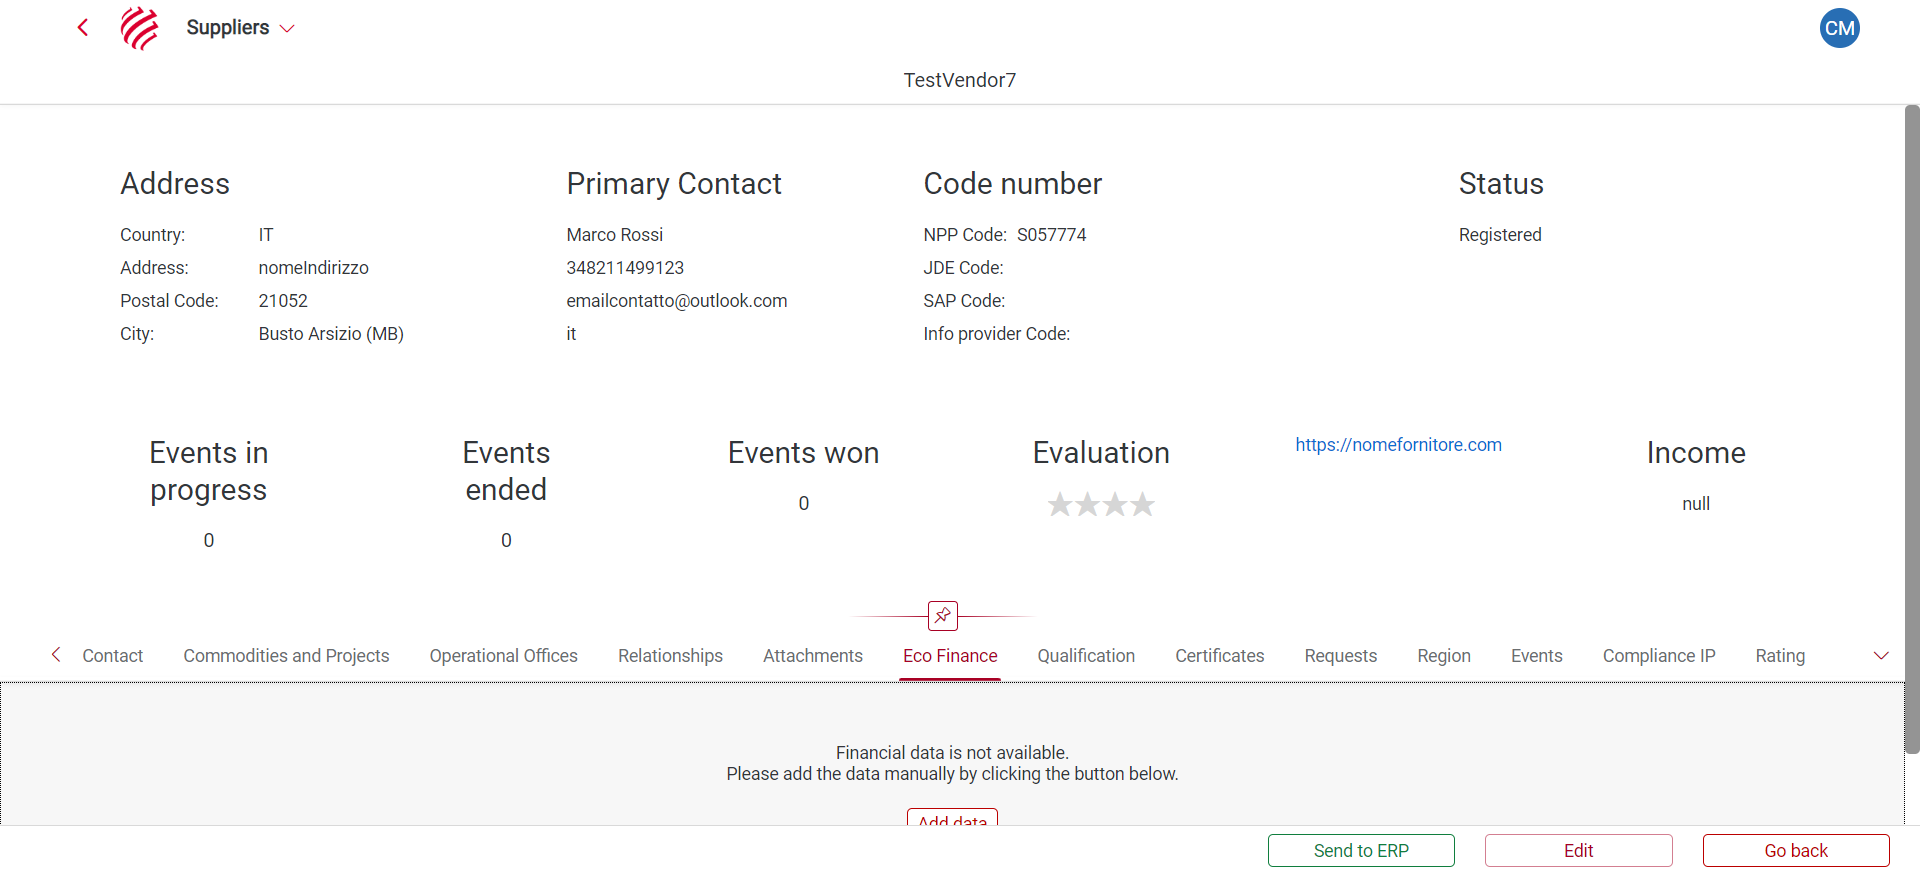 Suppliers
CM
TestVendor7
Address
Country: IT
Address: nomeIndirizzo
Postal Code: 21052
City: Busto Arsizio (MB)
Primary Contact
Marco Rossi
348211499123
emailcontatto@outlook.com
it
Code number
NPP Code: S057774
JDE Code:
SAP Code:
Info provider Code:
Status
Registered
Events in
progress
0
Events
ended
0
Events won
0
Evaluation
https://nomefornitore.com
Income
null
Contact Commodities and Projects Operational Offices Relationships Attachments Eco Finance Qualification Certificates Requests Region Events Compliance IP Rating
Financial data is not available.
Please add the data manually by clicking the button below.
Add data
Send to ERP Edit Go back